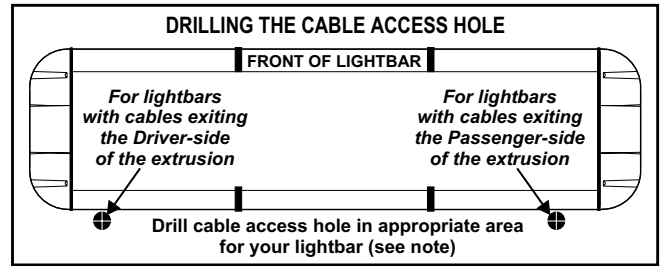 DRILLING THE CABLE ACCESS HOLE
FRONT OF LIGHTBAR
For lightbars
with cables exiting
the Driver-side
of the extrusion
For lightbars
with cables exiting
the Passenger-side
of the extrusion
Drill cable access hole in appropriate area
for your lightbar (see note)